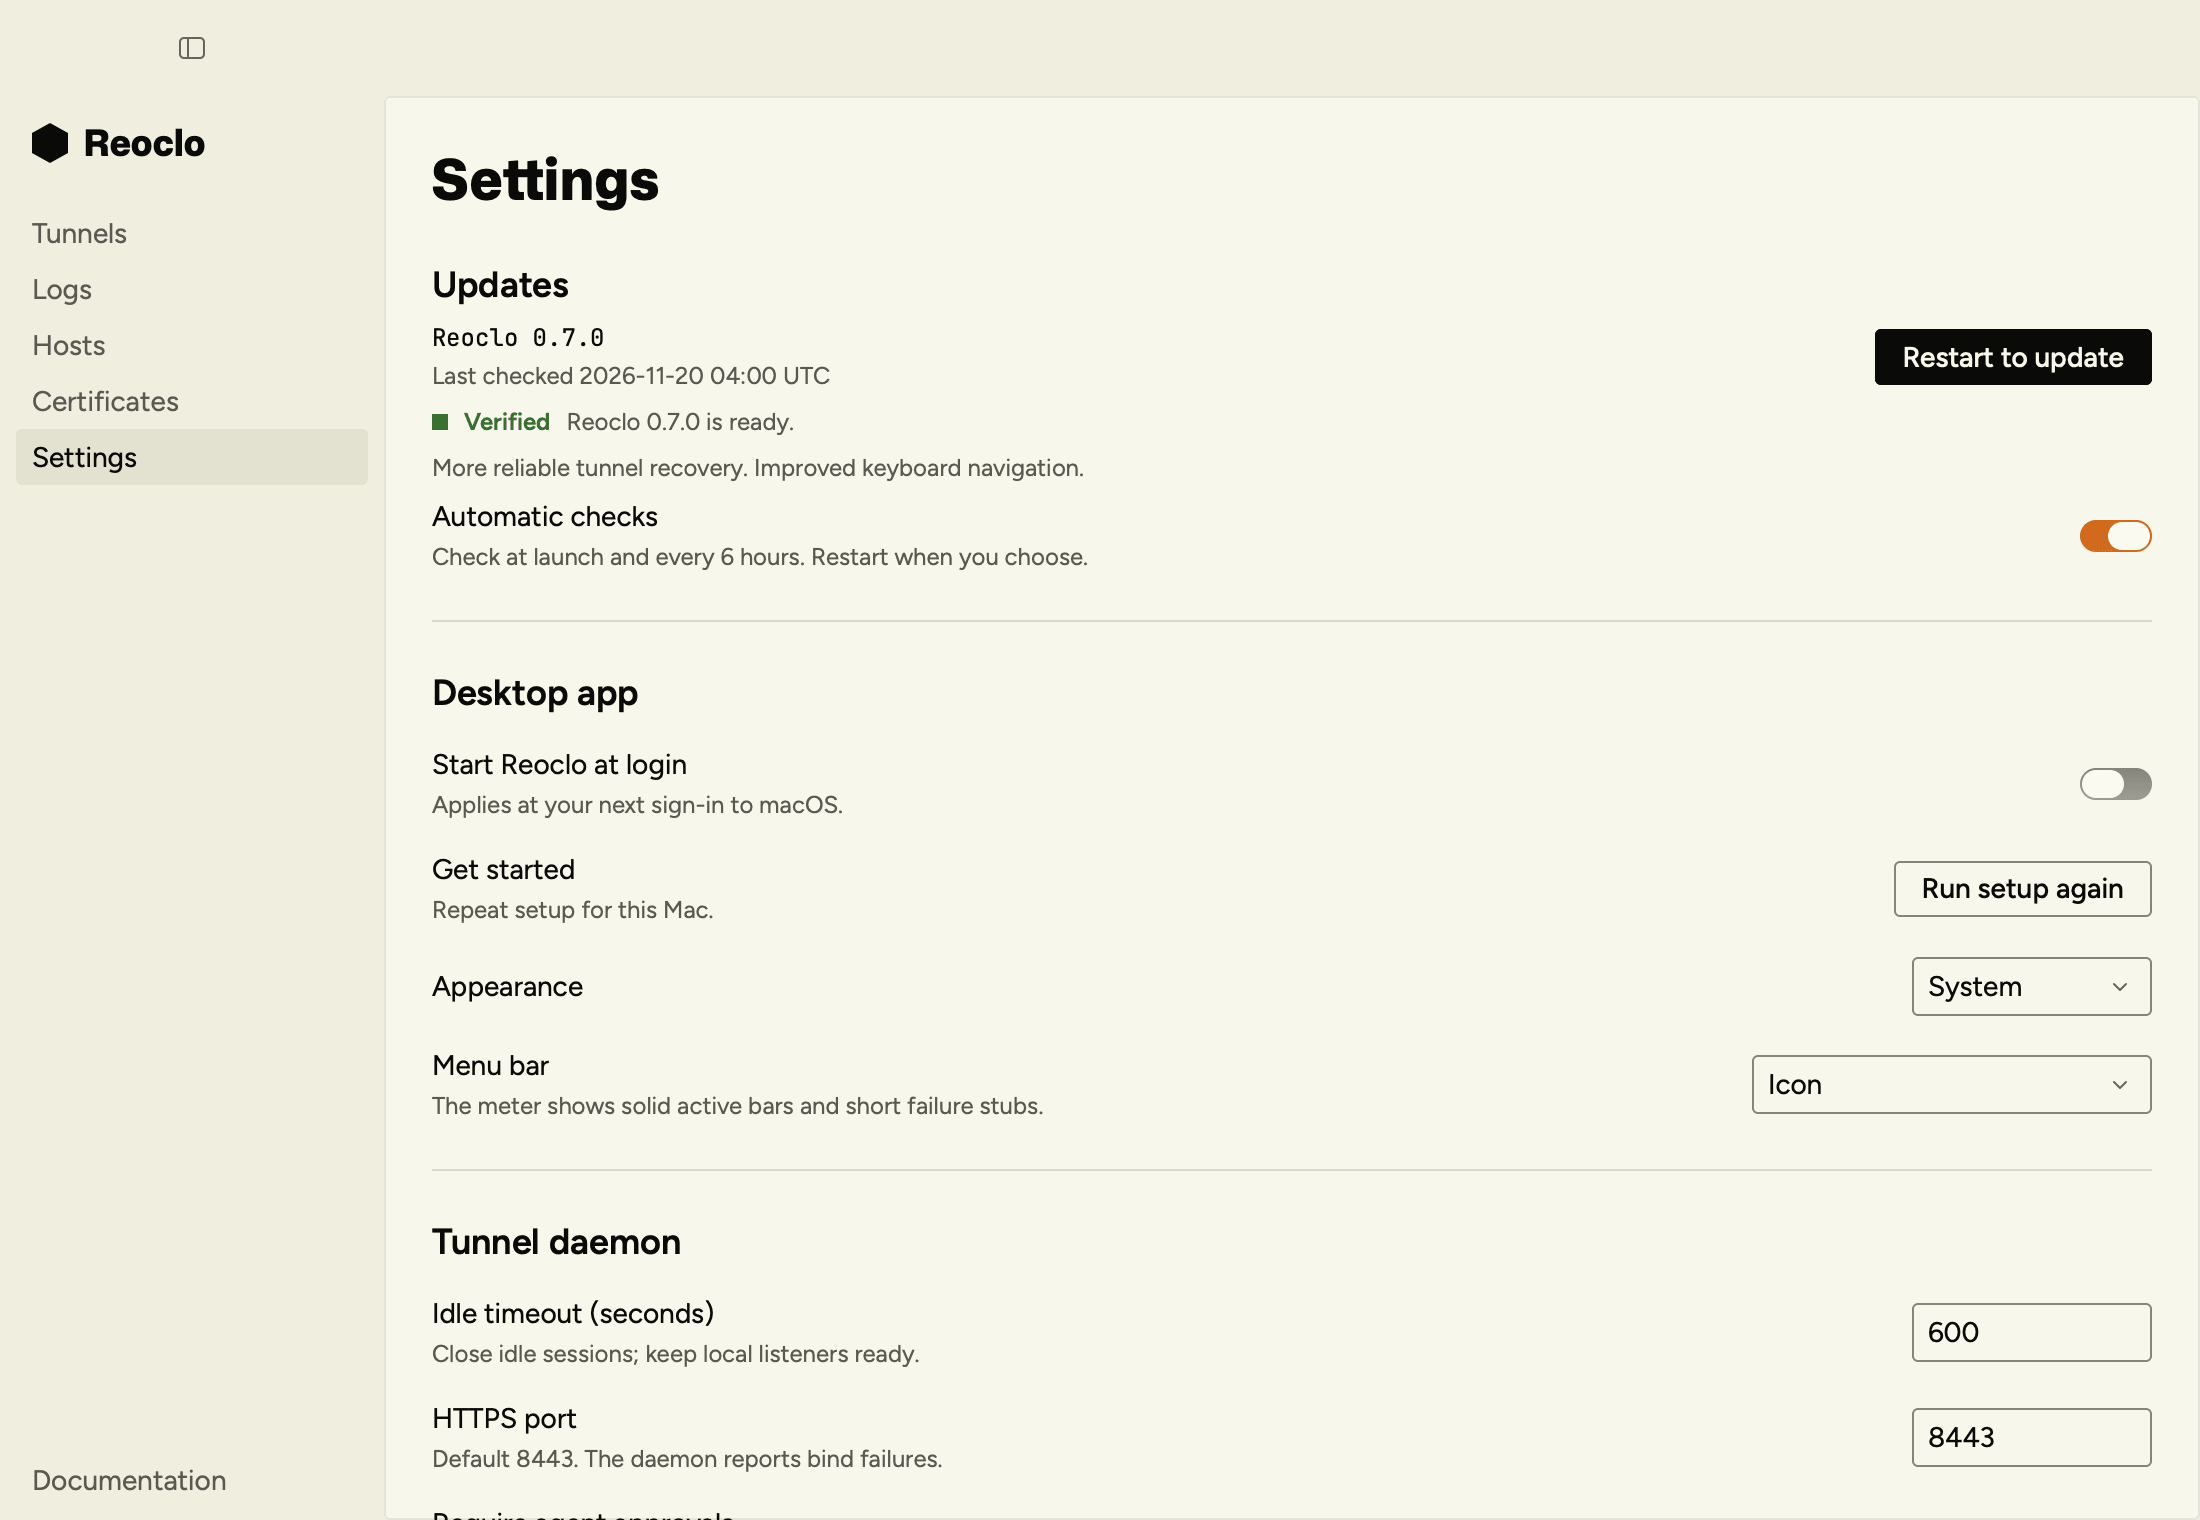 Reoclo
Tunnels
Logs
Hosts
Certificates
Settings
Documentation
Settings
Updates
Reoclo 0.7.0
Last checked 2026-11-20 04:00 UTC
Restart to update
Verified Reoclo 0.7.0 is ready.
More reliable tunnel recovery. Improved keyboard navigation.
Automatic checks
Check at launch and every 6 hours. Restart when you choose.
Desktop app
Start Reoclo at login
Applies at your next sign-in to macOS.
Get started
Repeat setup for this Mac.
Run setup again
Appearance
System
Menu bar
The meter shows solid active bars and short failure stubs.
Icon
Tunnel daemon
Idle timeout (seconds)
Close idle sessions; keep local listeners ready.
600
HTTPS port
Default 8443. The daemon reports bind failures.
8443
Require agent approvals